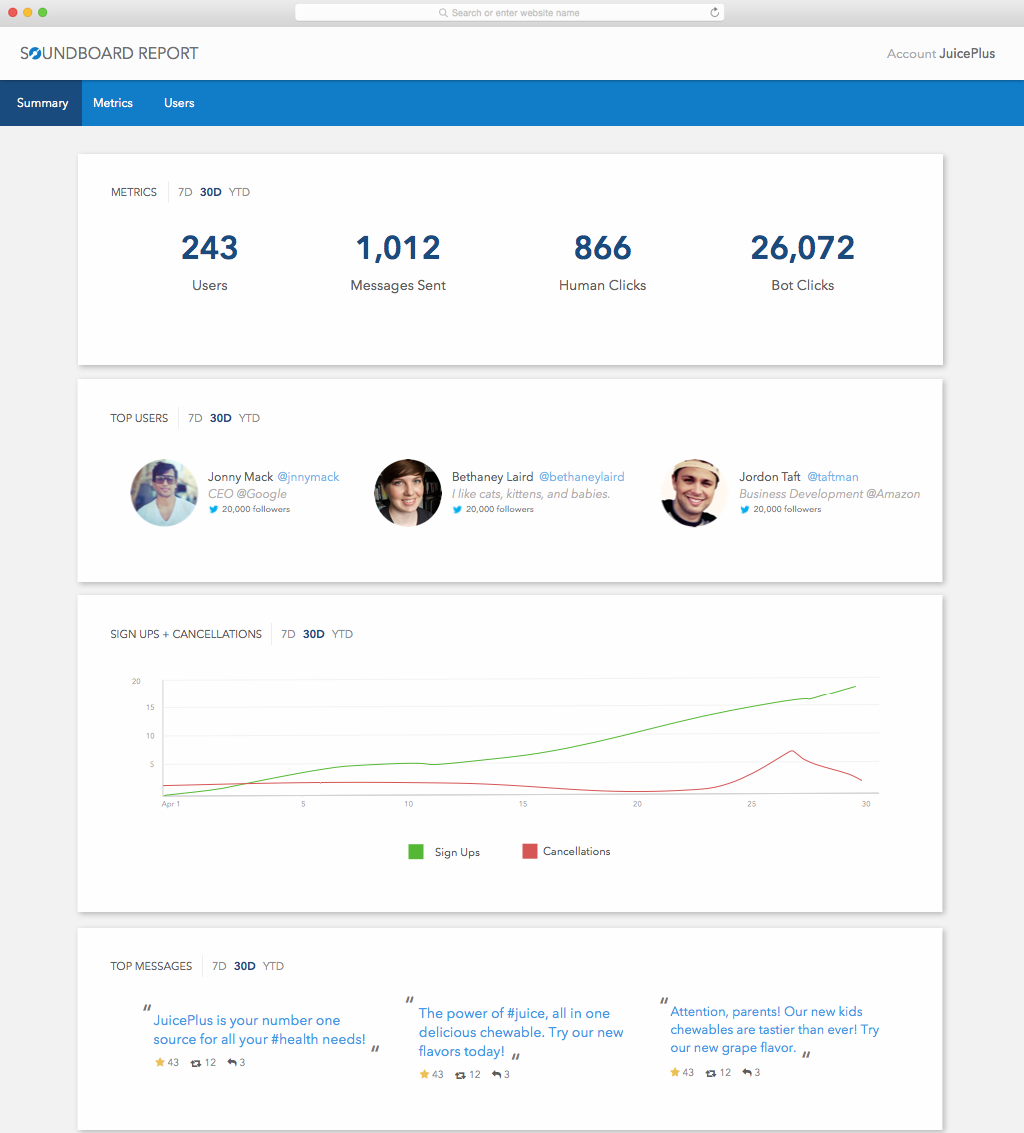 Search or enter website name
SOUNDBOARD REPORT
Account JuicePlus
Summary Metrics Users
METRICS 7D 30D YTD
243 1,012 866 26,072
Users Messages Sent Human Clicks Bot Clicks
TOP USERS 7D 30D YTD
Jonny Mack @jnnymack
CEO @Google
20,000 followers
Bethaney Laird @bethaneylaird
I like cats, kittens, and babies.
20,000 followers
Jordon Taft @taftman
Business Development @Amazon
20,000 followers
SIGN UPS + CANCELLATIONS 7D 30D YTD
20
15
10
5
Apr 1 5 10 15 20 25 30
Sign Ups Cancellations
TOP MESSAGES 7D 30D YTD
“JuicePlus is your number one
source for all your #health needs!”
43 12 3
“The power of #juice, all in one
delicious chewable. Try our new
flavors today!”
43 12 3
“Attention, parents! Our new kids
chewables are tastier than ever! Try
our new grape flavor.”
43 12 3